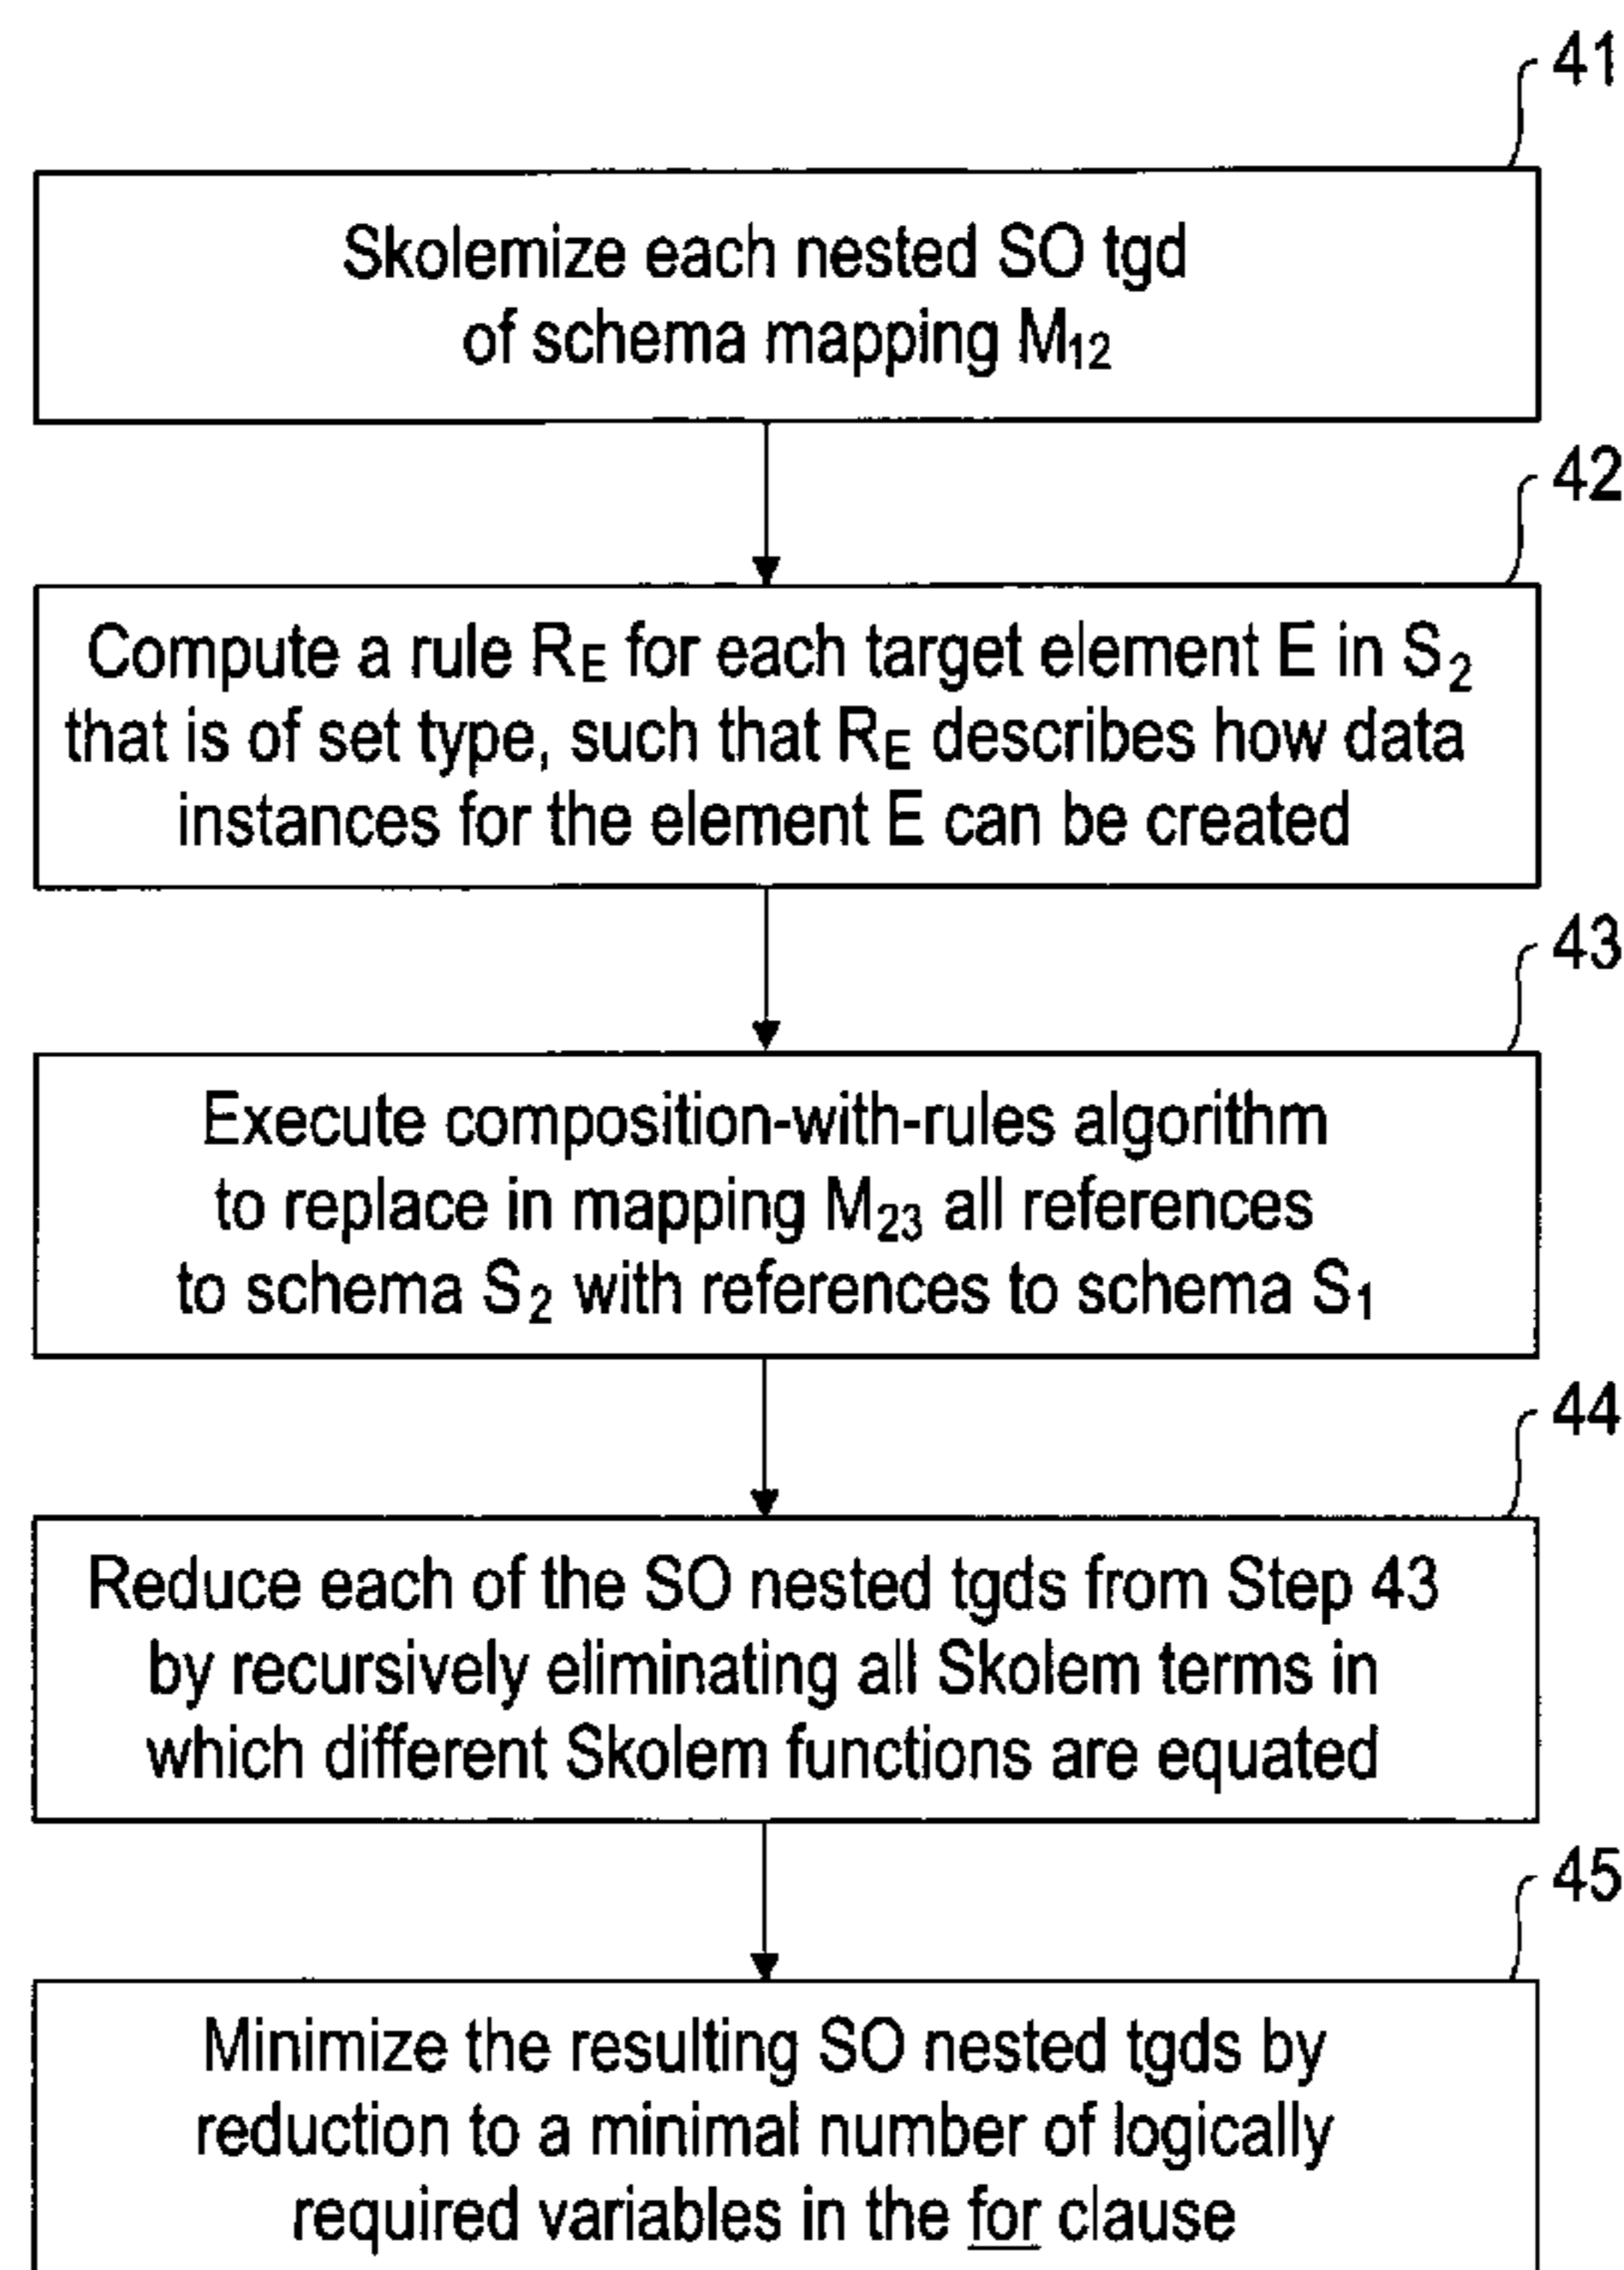 41
Skolemize each nested SO tgd
of schema mapping M₁₂
42
Compute a rule R_E for each target element E in S₂
that is of set type, such that R_E describes how data
instances for the element E can be created
43
Execute composition-with-rules algorithm
to replace in mapping M₂₃ all references
to schema S₂ with references to schema S₁
44
Reduce each of the SO nested tgds from Step 43
by recursively eliminating all Skolem terms in
which different Skolem functions are equated
45
Minimize the resulting SO nested tgds by
reduction to a minimal number of logically
required variables in the for clause